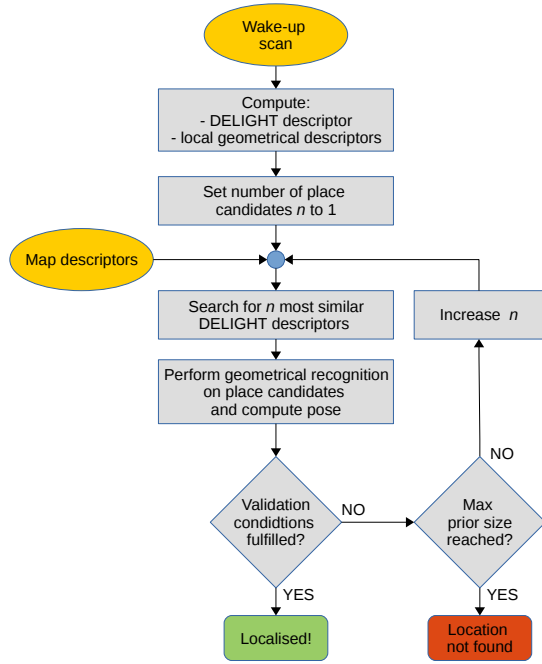 Wake-up
scan
Compute:
- DELIGHT descriptor
- local geometrical descriptors
Set number of place
candidates n to 1
Map descriptors
Search for n most similar
DELIGHT descriptors
Increase n
Perform geometrical recognition
on place candidates
and compute pose
NO
Validation
condidtions
fulfilled?
NO
Max
prior size
reached?
YES
YES
Localised!
Location
not found